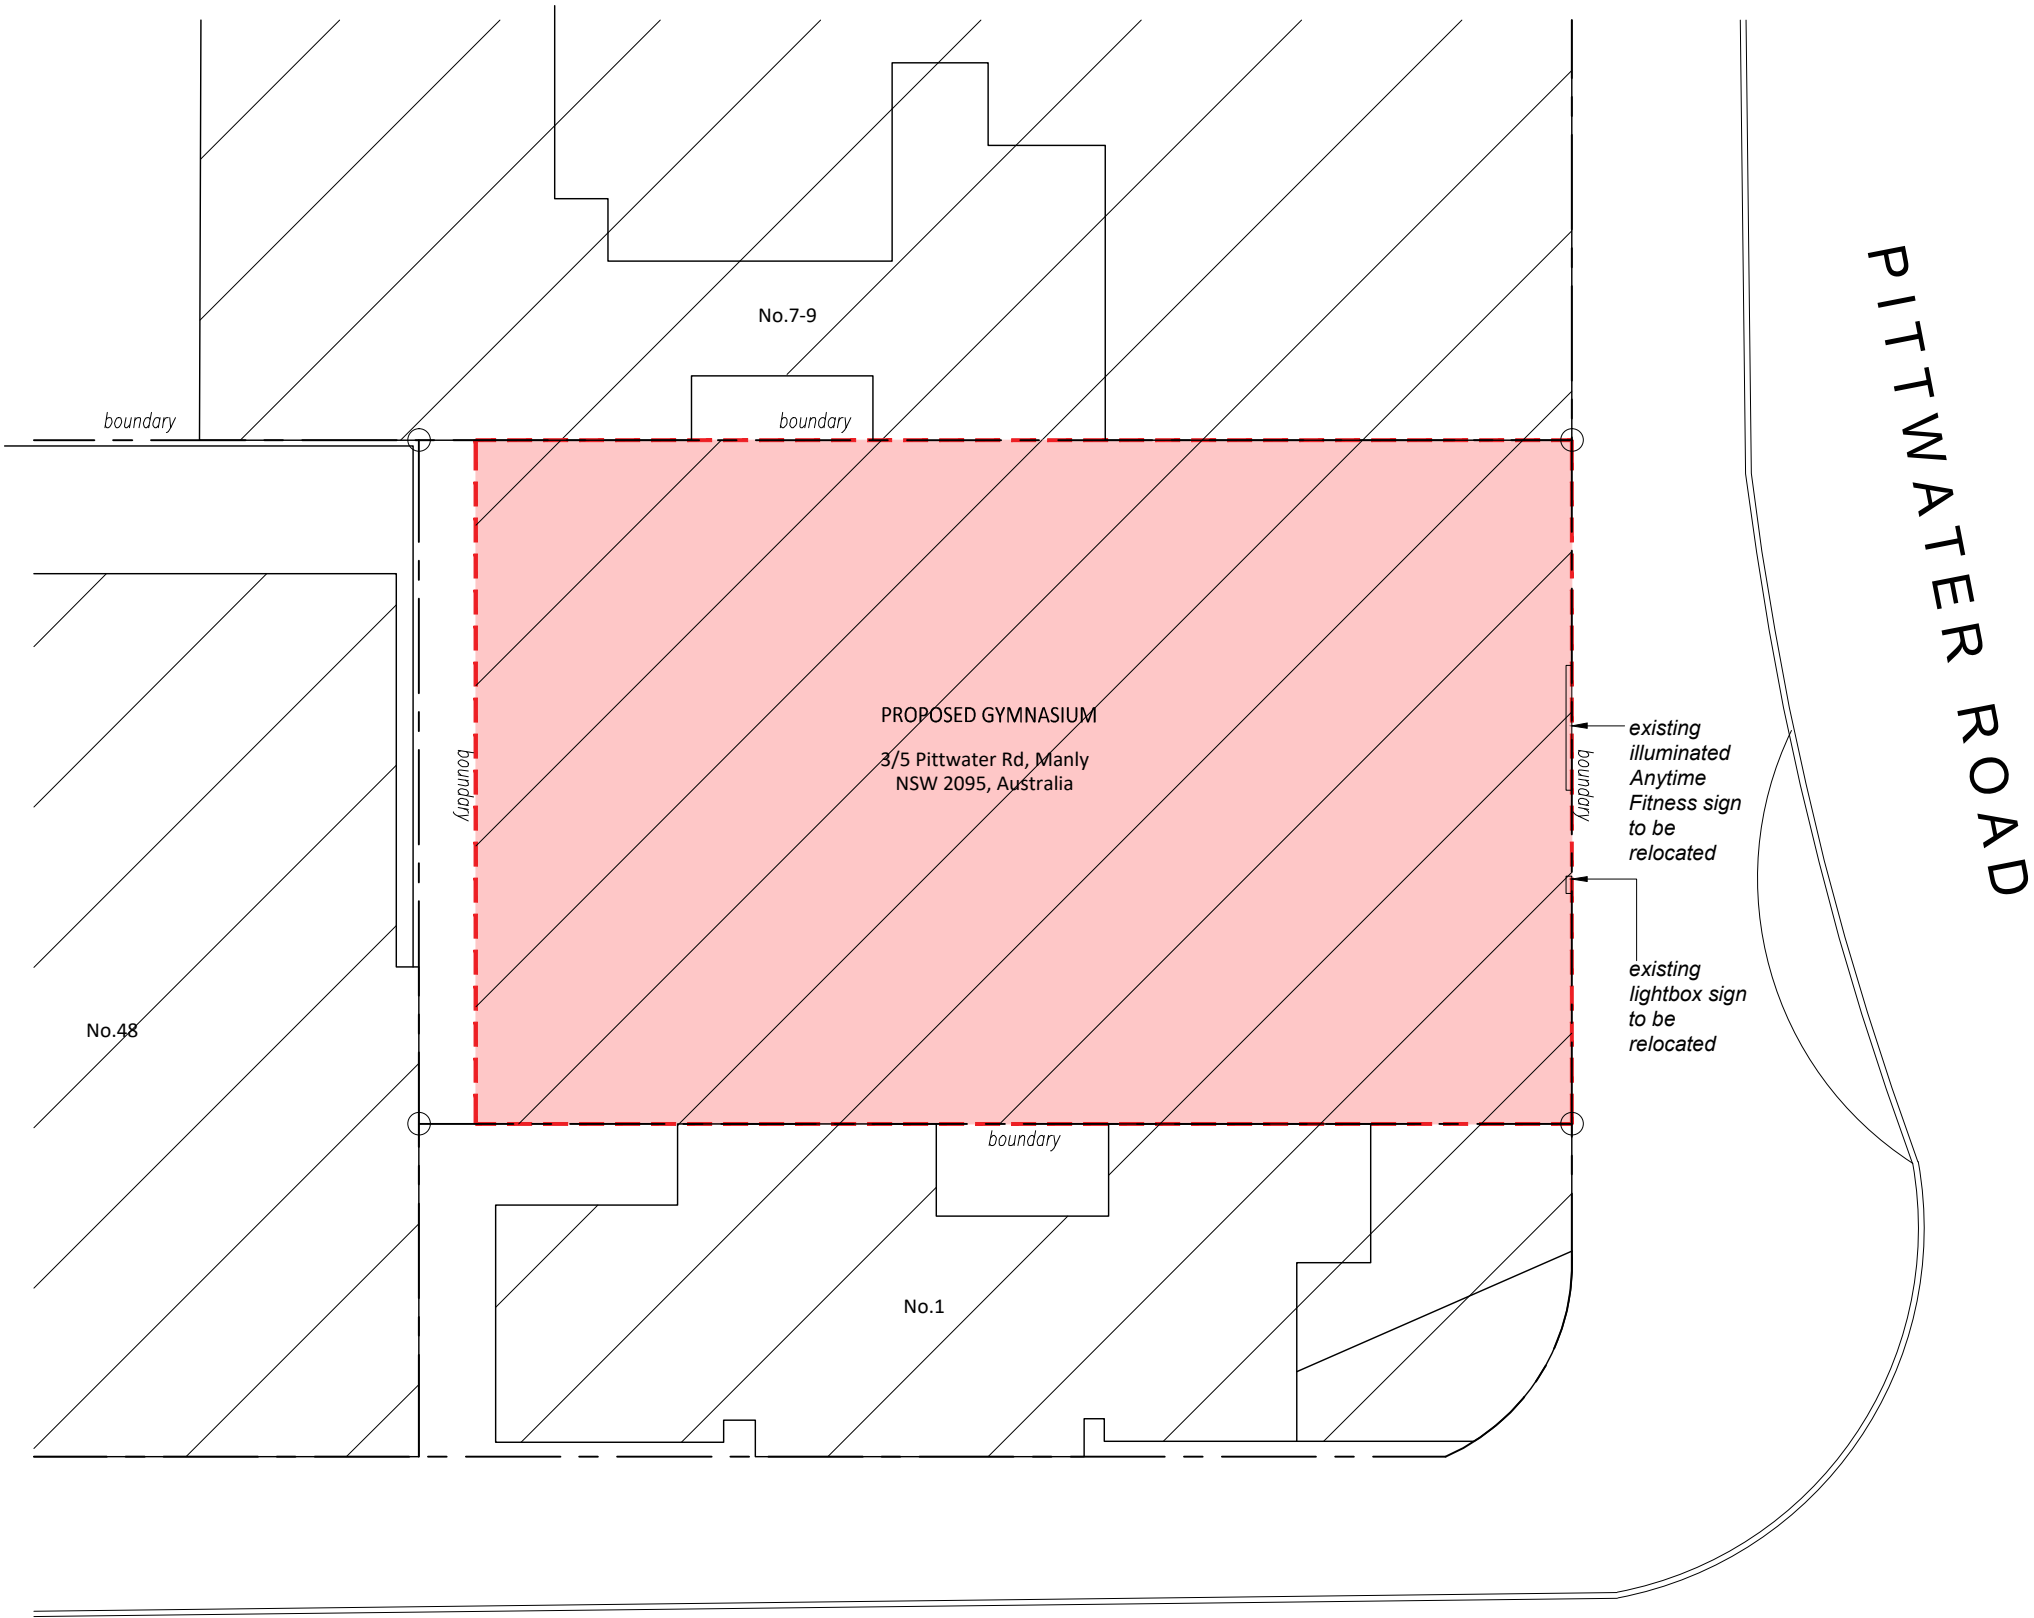 No.7-9
boundary
boundary
PITTWATER ROAD
PROPOSED GYMNASIUM
3/5 Pittwater Rd, Manly
NSW 2095, Australia
boundary
boundary
existing
illuminated
Anytime
Fitness sign
to be
relocated
existing
lightbox sign
to be
relocated
No.48
boundary
No.1